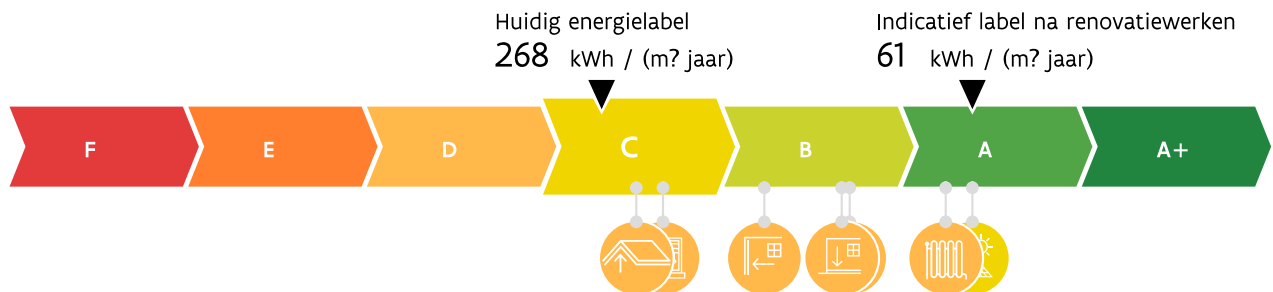 Huidig energielabel
268 kWh / (m? jaar)
Indicatief label na renovatiewerken
61 kWh / (m? jaar)
F E D C B A A+